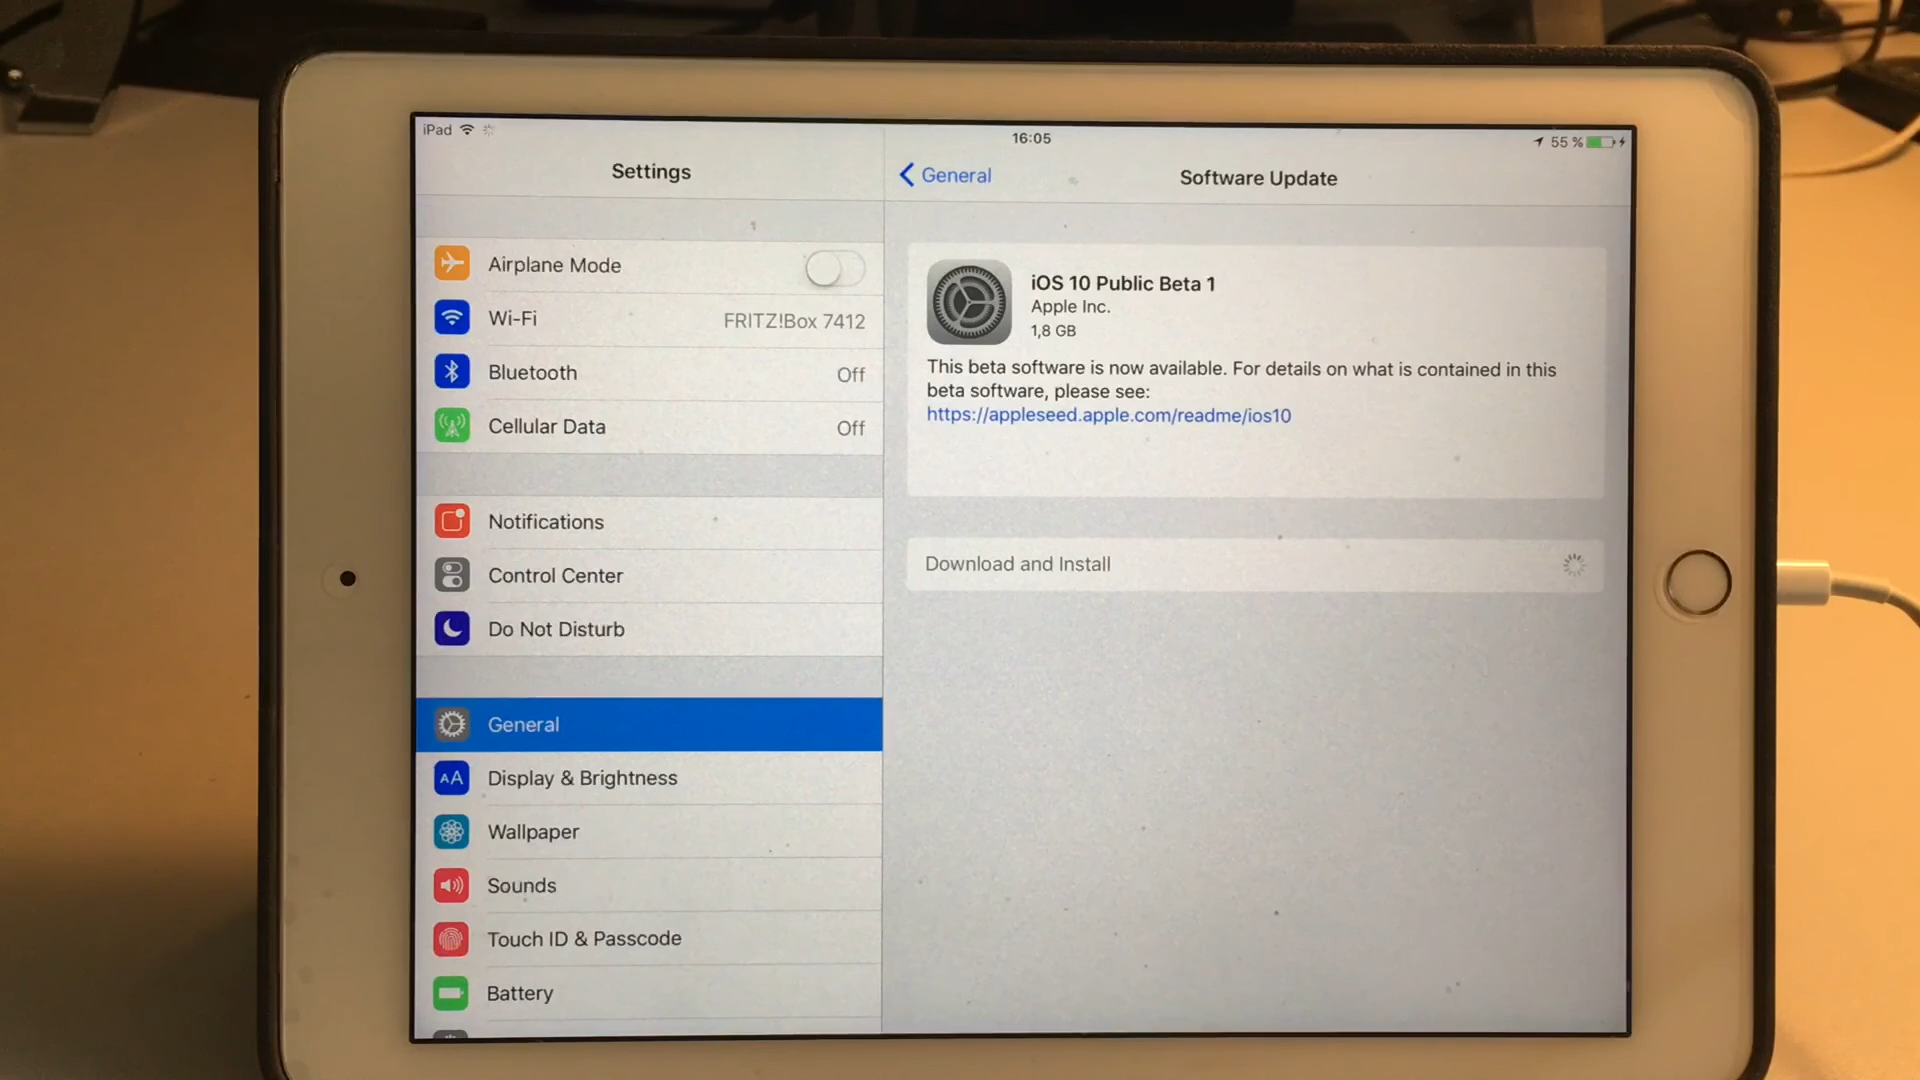 iPad
16:05
55 %
Settings
General
Software Update
Airplane Mode
Wi-Fi
FRITZ!Box 7412
Bluetooth
Off
Cellular Data
Off
Notifications
Control Center
Do Not Disturb
General
AA
Display & Brightness
Wallpaper
Sounds
Touch ID & Passcode
Battery
iOS 10 Public Beta 1
Apple Inc.
1,8 GB
This beta software is now available. For details on what is contained in this
beta software, please see:
https://appleseed.apple.com/readme/ios10
Download and Install